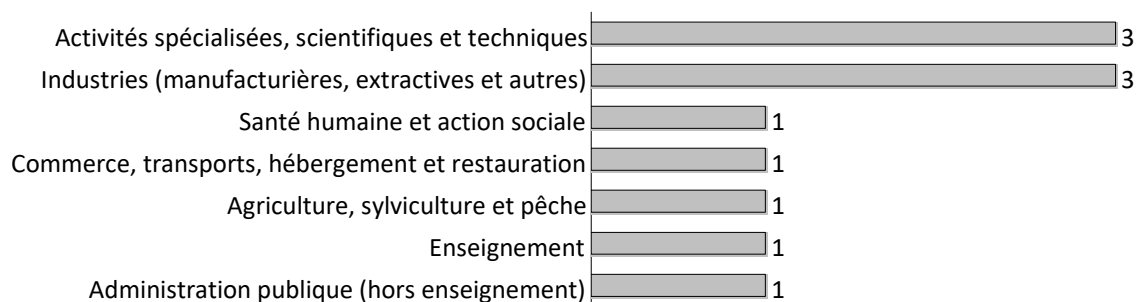 Activités spécialisées, scientifiques et techniques 3
Industries (manufacturières, extractives et autres) 3
Santé humaine et action sociale 1
Commerce, transports, hébergement et restauration 1
Agriculture, sylviculture et pêche 1
Enseignement 1
Administration publique (hors enseignement) 1